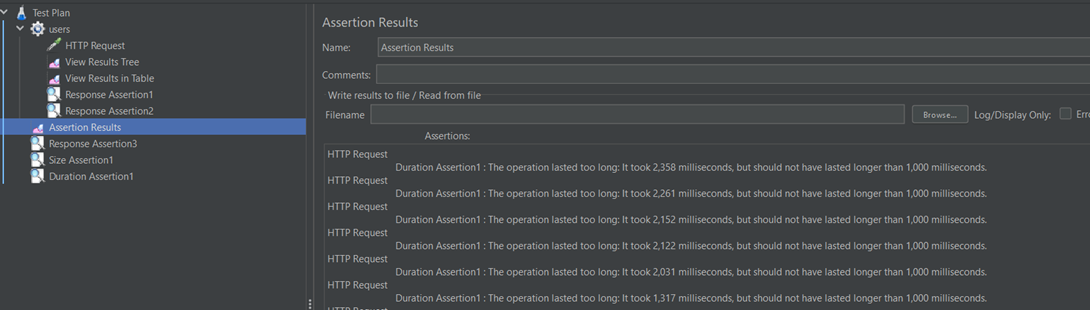 Test Plan
users
HTTP Request
View Results Tree
View Results in Table
Response Assertion1
Response Assertion2
Assertion Results
Response Assertion3
Size Assertion1
Duration Assertion1
Assertion Results
Name: Assertion Results
Comments:
Write results to file / Read from file
Filename Browse... Log/Display Only: Erro
Assertions:
HTTP Request
Duration Assertion1 : The operation lasted too long: It took 2,358 milliseconds, but should not have lasted longer than 1,000 milliseconds.
HTTP Request
Duration Assertion1 : The operation lasted too long: It took 2,261 milliseconds, but should not have lasted longer than 1,000 milliseconds.
HTTP Request
Duration Assertion1 : The operation lasted too long: It took 2,152 milliseconds, but should not have lasted longer than 1,000 milliseconds.
HTTP Request
Duration Assertion1 : The operation lasted too long: It took 2,122 milliseconds, but should not have lasted longer than 1,000 milliseconds.
HTTP Request
Duration Assertion1 : The operation lasted too long: It took 2,031 milliseconds, but should not have lasted longer than 1,000 milliseconds.
HTTP Request
Duration Assertion1 : The operation lasted too long: It took 1,317 milliseconds, but should not have lasted longer than 1,000 milliseconds.
HTTP Request